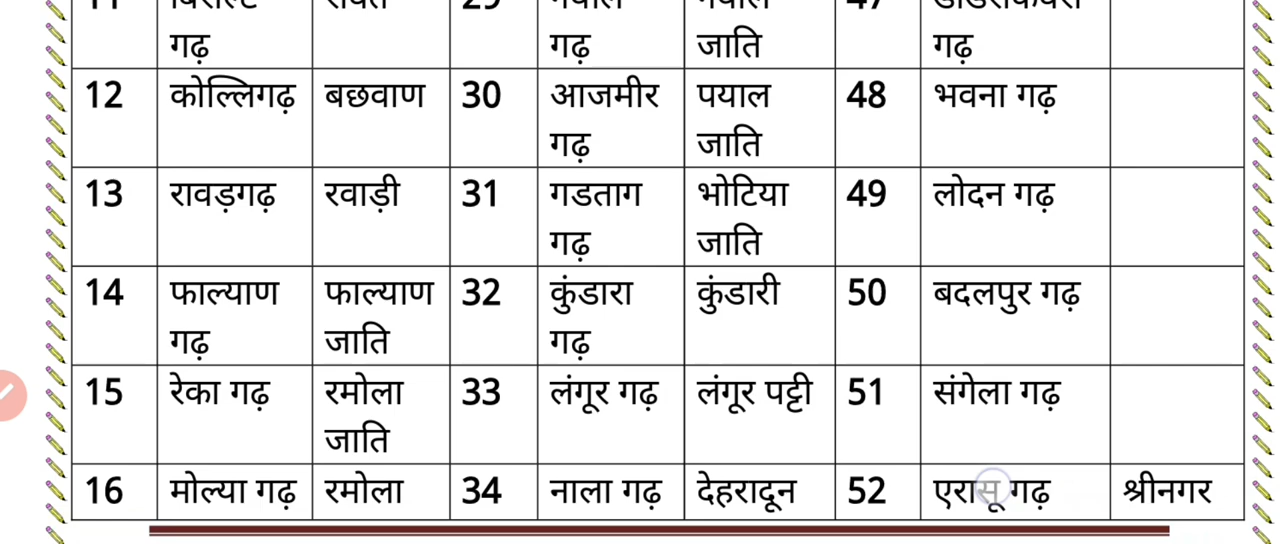 गढ़ गढ़ जाति गढ़
12 कोल्लिगढ़ बछवाण 30 आजमीर पयाल 48 भवना गढ़
गढ़ जाति
13 रावड़गढ़ रवाड़ी 31 गडताग भोटिया 49 लोदन गढ़
गढ़ जाति
14 फाल्याण फाल्याण 32 कुंडारा कुंडारी 50 बदलपुर गढ़
गढ़ जाति गढ़
15 रेका गढ़ रमोला 33 लंगूर गढ़ लंगूर पट्टी 51 संगेला गढ़
जाति
16 मोल्या गढ़ रमोला 34 नाला गढ़ देहरादून 52 एरासू गढ़ श्रीनगर